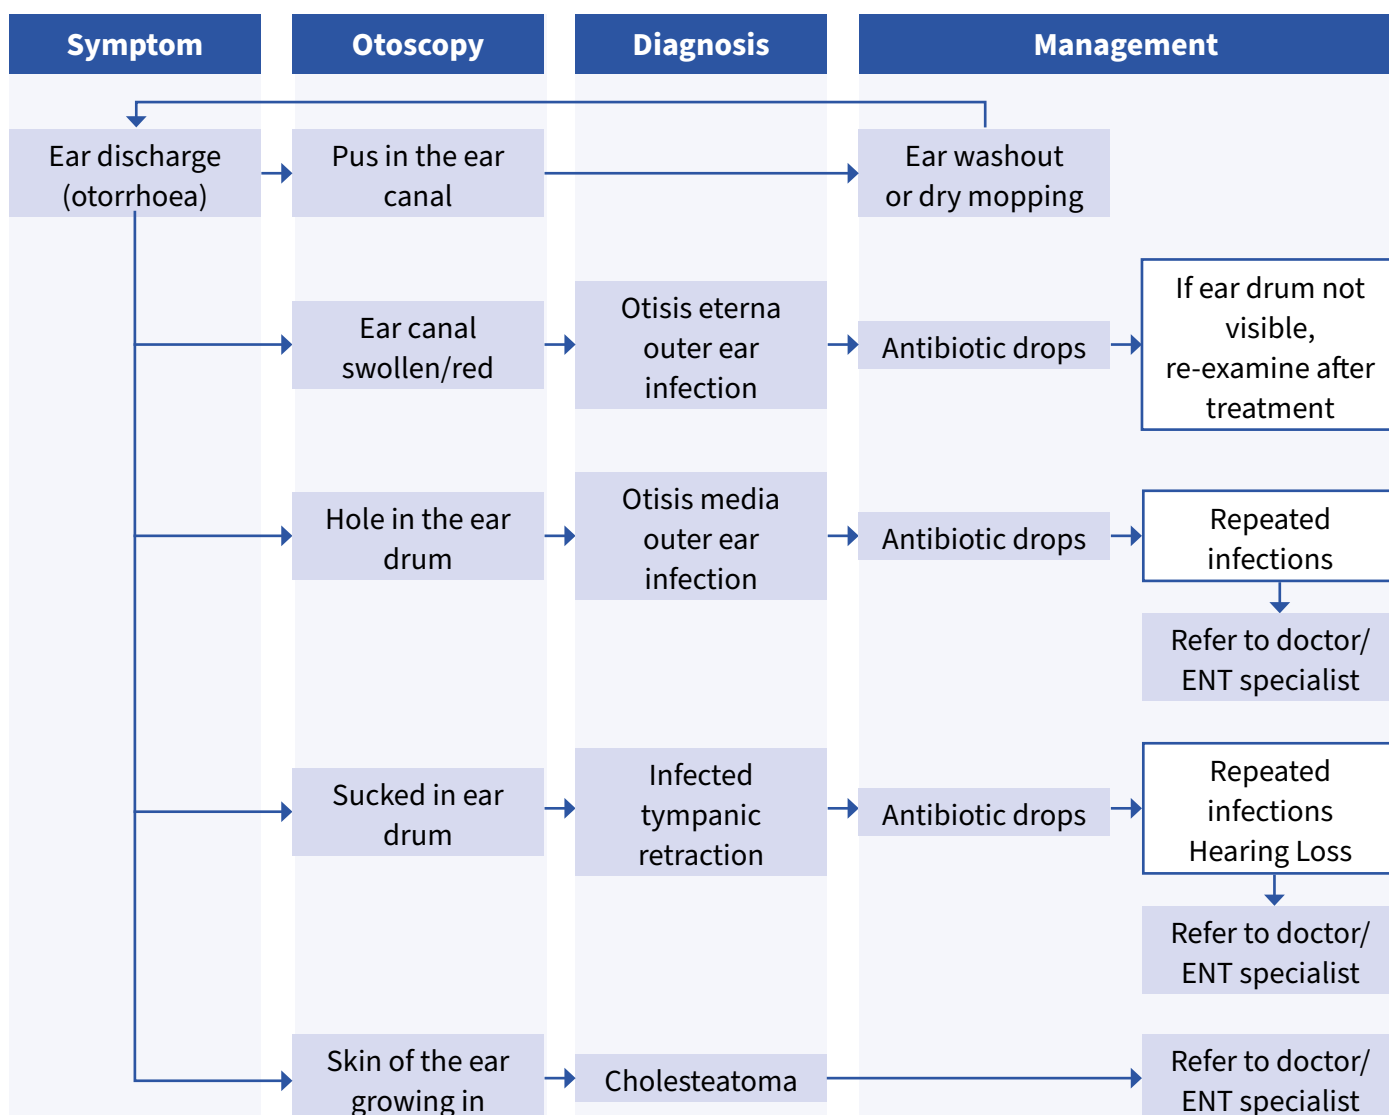 Symptom
Otoscopy
Diagnosis
Management
Ear discharge
(otorrhoea)
Pus in the ear
canal
Ear washout
or dry mopping
Ear canal
swollen/red
Otisis eterna
outer ear
infection
Antibiotic drops
If ear drum not
visible,
re-examine after
treatment
Hole in the ear
drum
Otisis media
outer ear
infection
Antibiotic drops
Repeated
infections
Refer to doctor/
ENT specialist
Sucked in ear
drum
Infected
tympanic
retraction
Antibiotic drops
Repeated
infections
Hearing Loss
Refer to doctor/
ENT specialist
Skin of the ear
growing in
Cholesteatoma
Refer to doctor/
ENT specialist